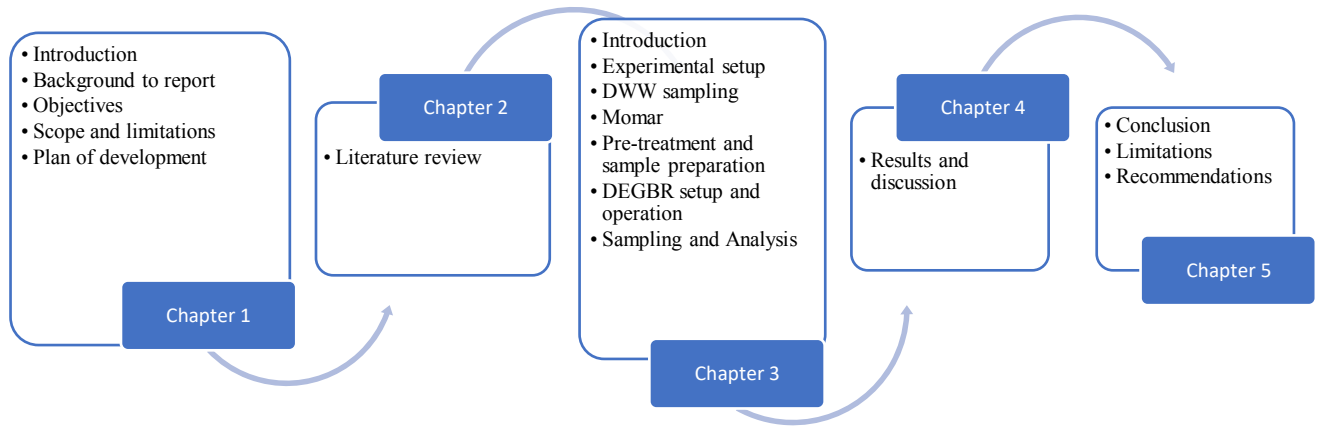 • Introduction
• Background to report
• Objectives
• Scope and limitations
• Plan of development
Chapter 1
Chapter 2
• Literature review
• Introduction
• Experimental setup
• DWW sampling
• Momar
• Pre-treatment and
sample preparation
• DEGBR setup and
operation
• Sampling and Analysis
Chapter 3
Chapter 4
• Results and
discussion
• Conclusion
• Limitations
• Recommendations
Chapter 5